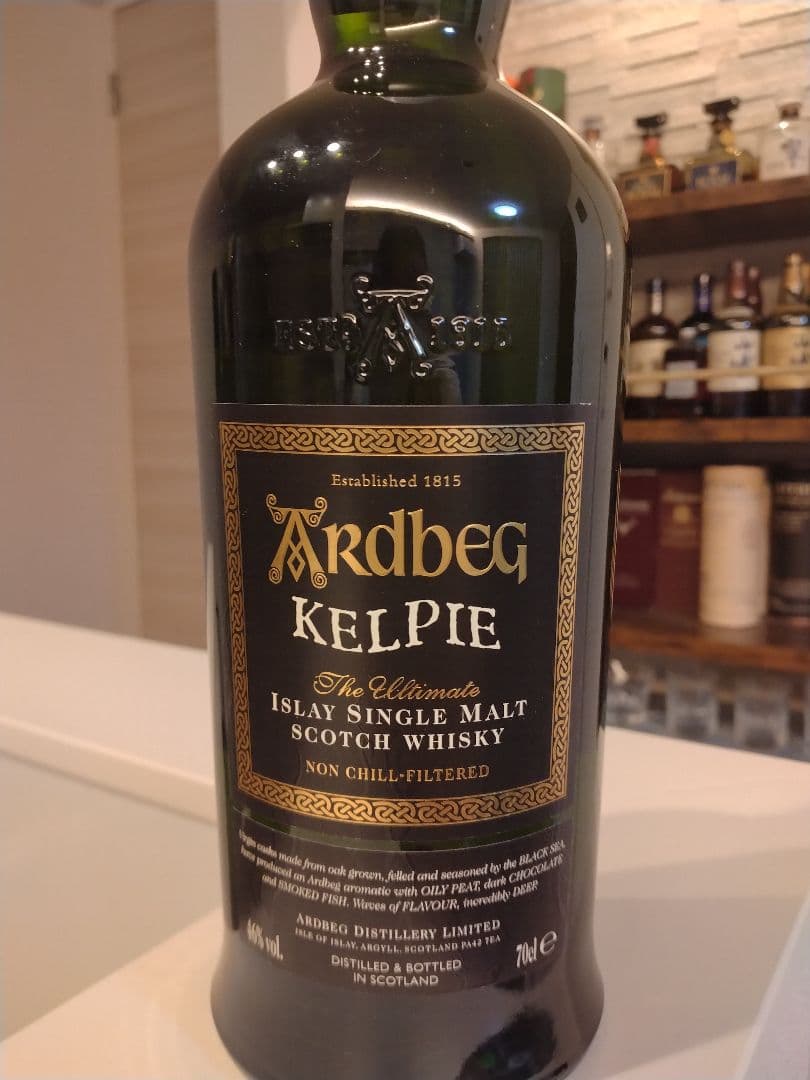 ESTD 1815
Established 1815
ARdbEG
KELPIE
The Ultimate
ISLAY SINGLE MALT
SCOTCH WHISKY
NON CHILL-FILTERED
Virgin casks made from oak grown, felled and seasoned by the BLACK SEA,
have produced an Ardbeg aromatic with OILY PEAT, dark CHOCOLATE
and SMOKED FISH. Waves of FLAVOUR, incredibly DEEP
ARDBEG DISTILLERY LIMITED
ISLE OF ISLAY, ARGYLL, SCOTLAND PA42 7EA
46% vol.
DISTILLED & BOTTLED
IN SCOTLAND
70cl e